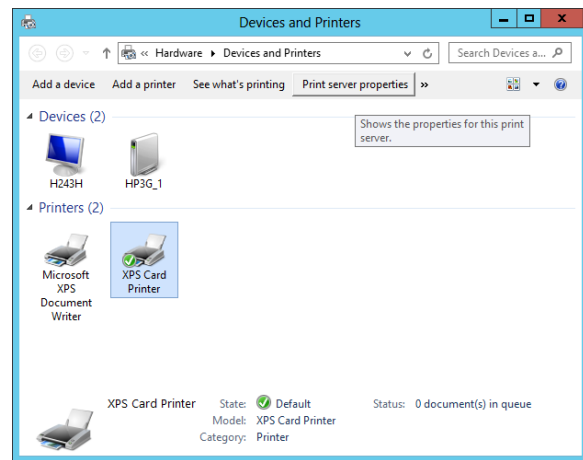 Devices and Printers
« Hardware Devices and Printers
Search Devices a...
Add a device Add a printer See what's printing Print server properties »
Shows the properties for this print
server.
Devices (2)
H243H
HP3G_1
Printers (2)
Microsoft
XPS
Document
Writer
XPS Card
Printer
XPS Card Printer State: Default Status: 0 document(s) in queue
Model: XPS Card Printer
Category: Printer